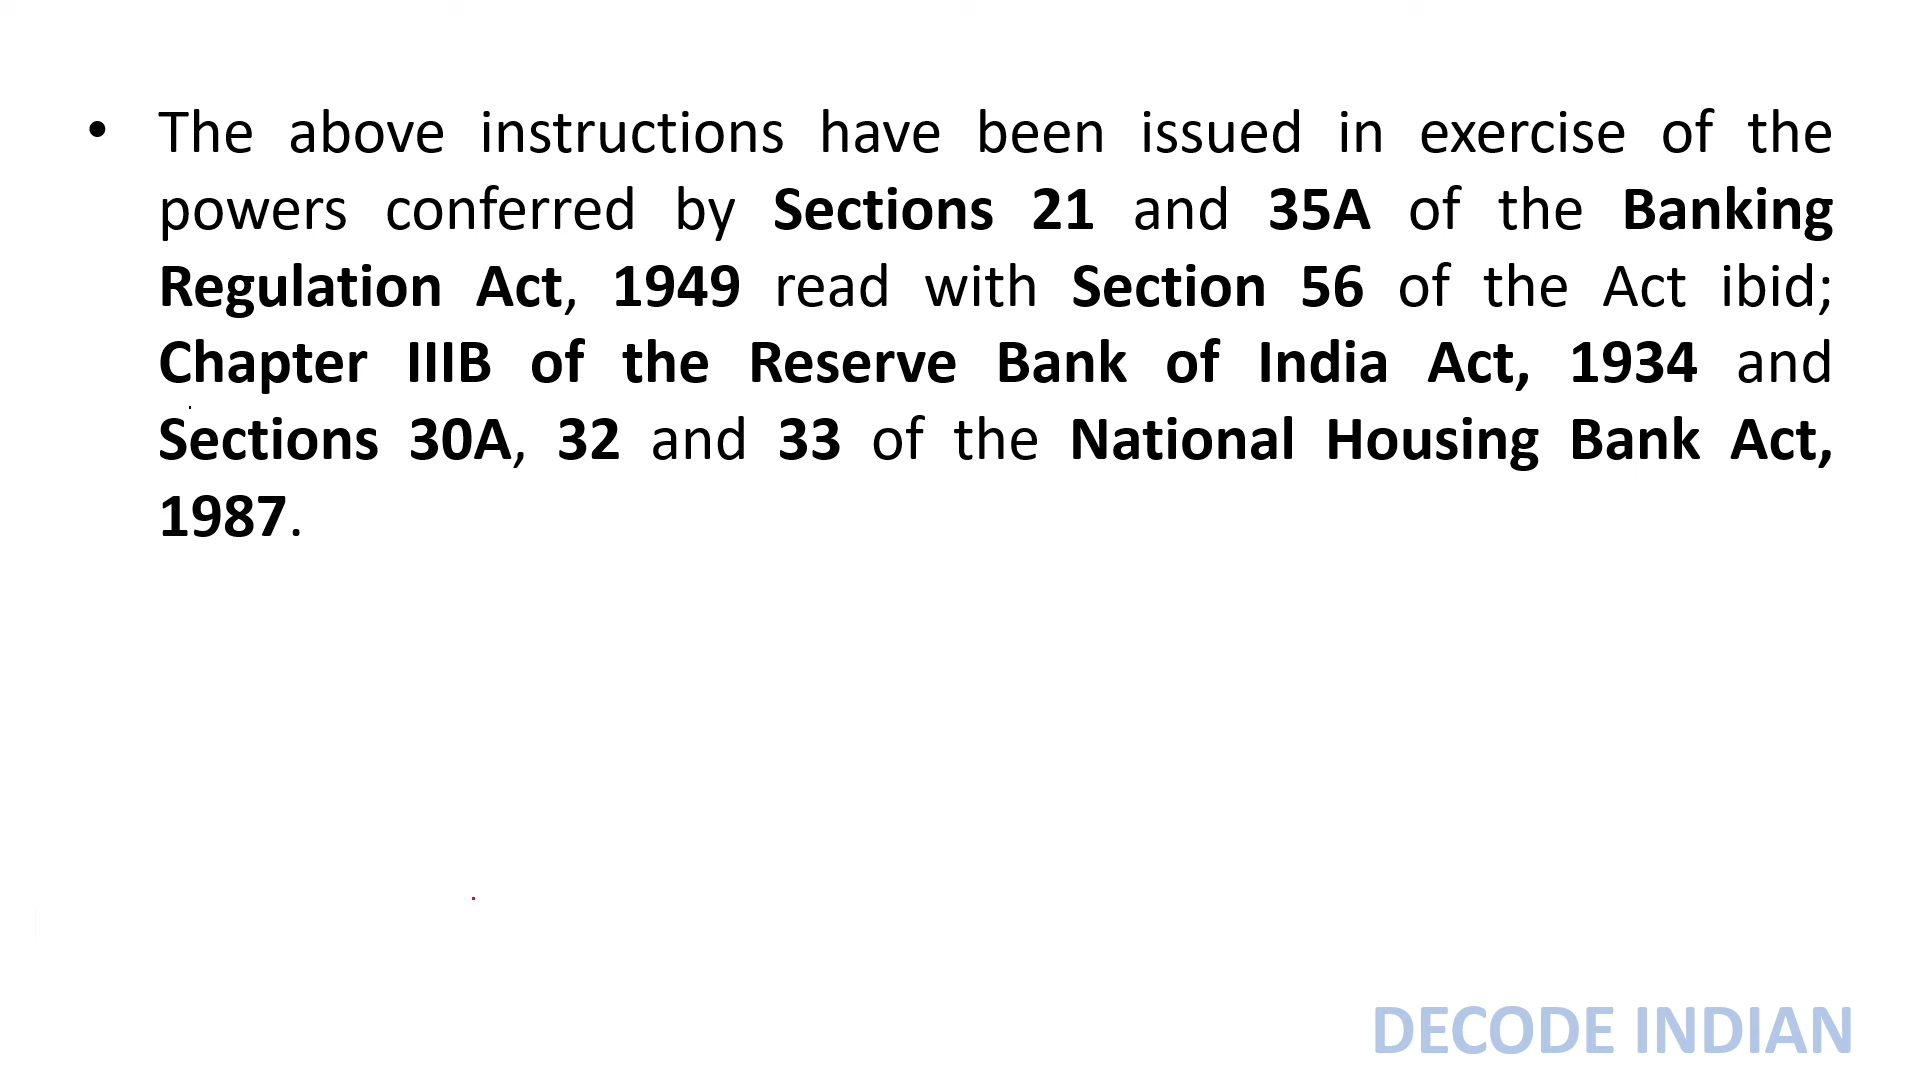 • The above instructions have been issued in exercise of the
powers conferred by Sections 21 and 35A of the Banking
Regulation Act, 1949 read with Section 56 of the Act ibid;
Chapter IIIB of the Reserve Bank of India Act, 1934 and
Sections 30A, 32 and 33 of the National Housing Bank Act,
1987.
DECODE INDIAN